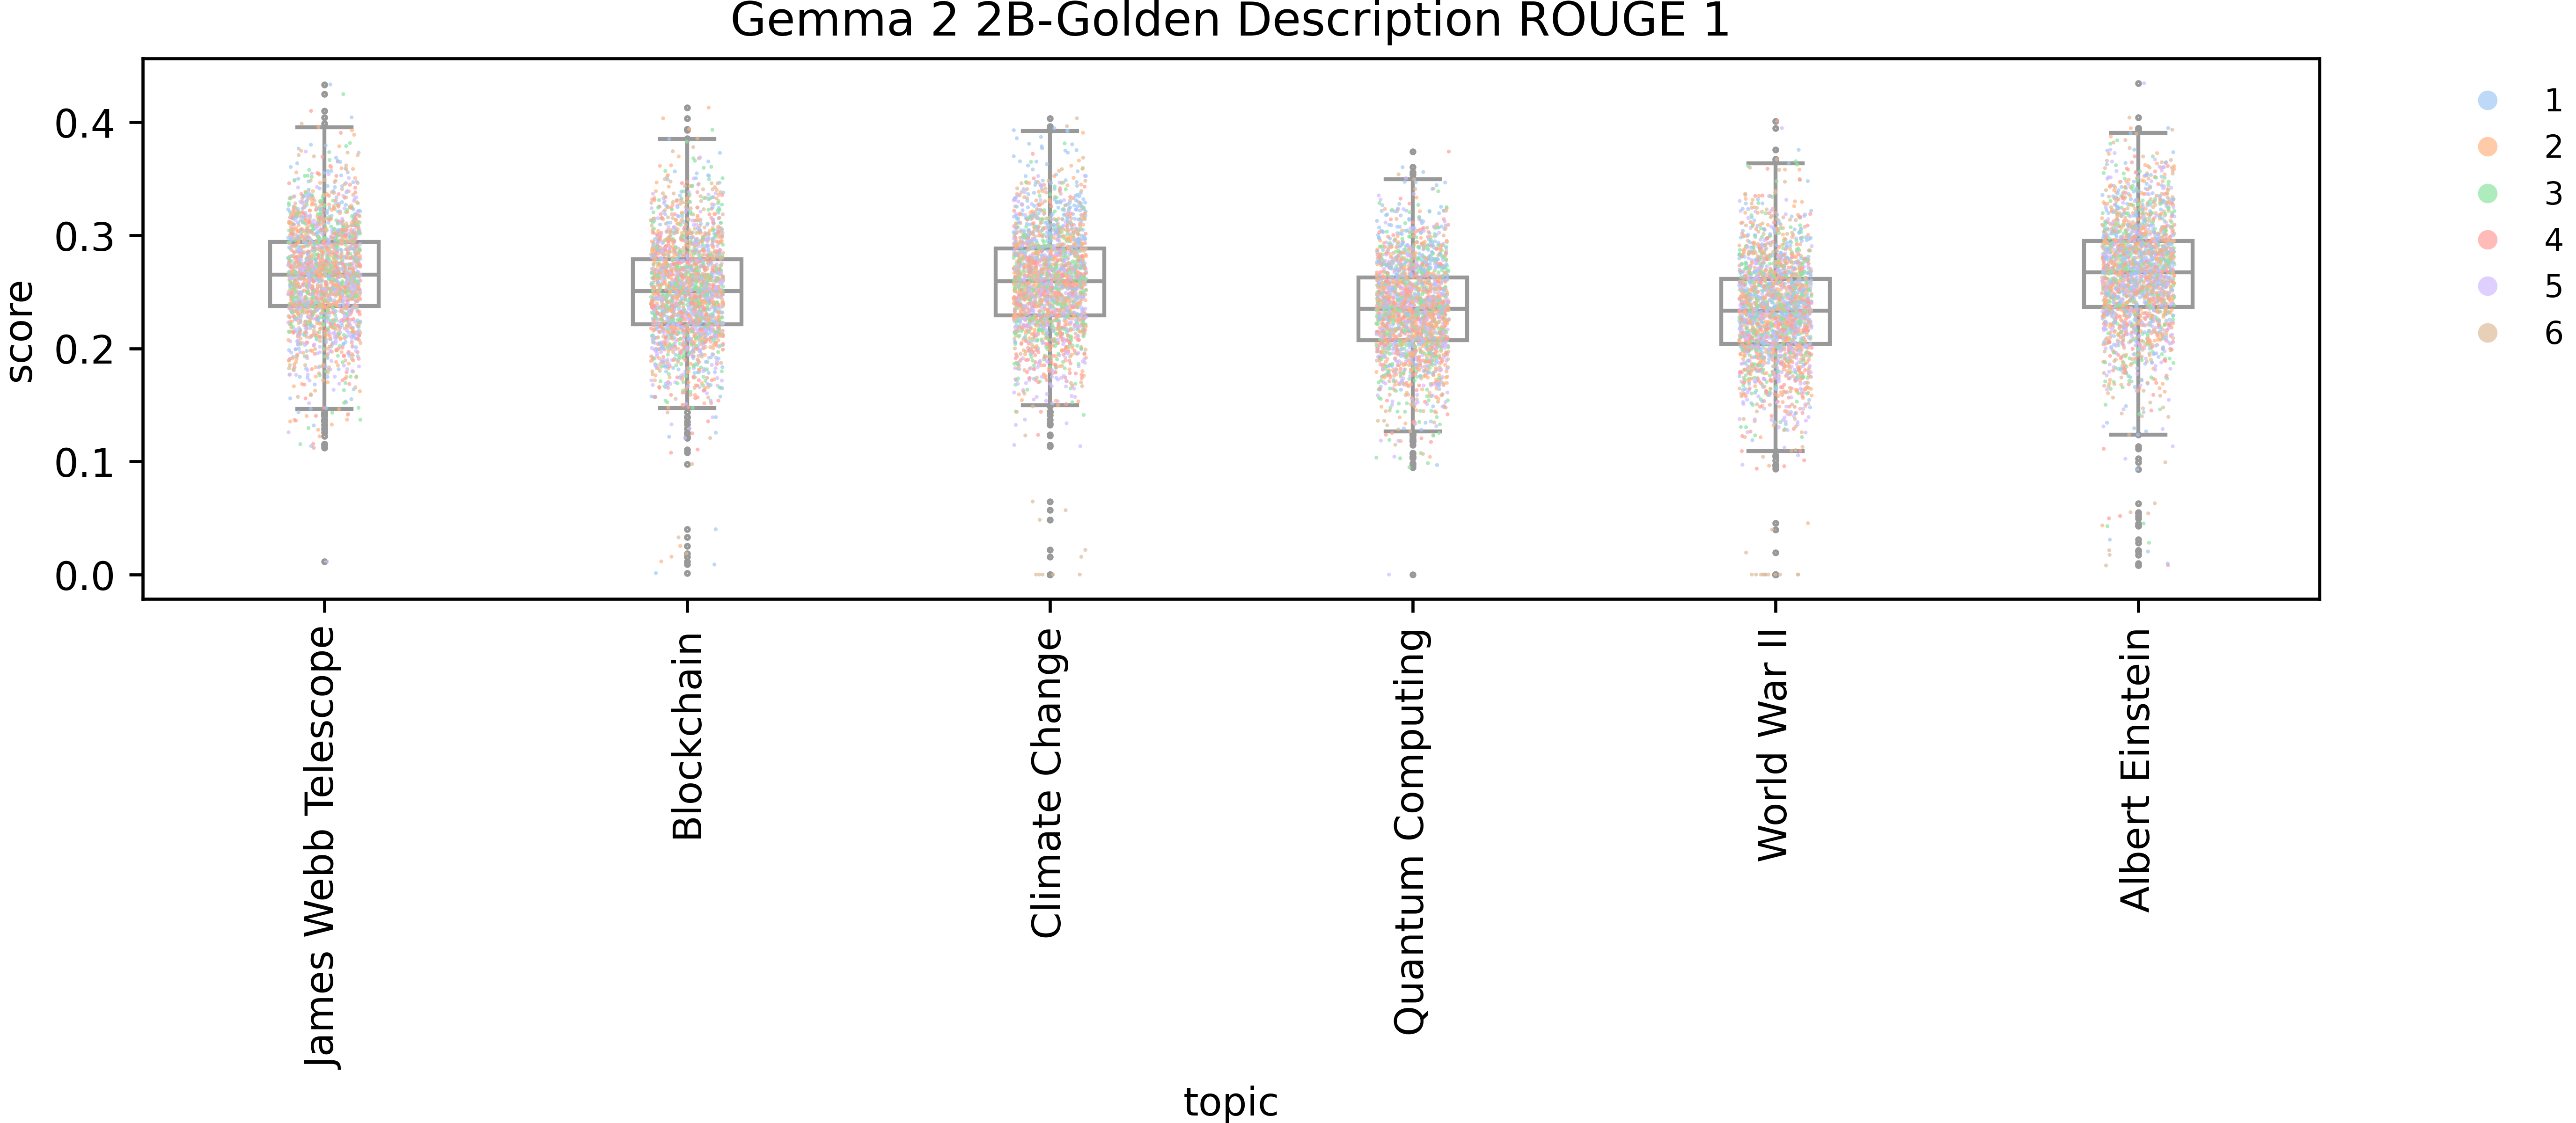 Gemma 2 2B-Golden Description ROUGE 1
score
0.4
0.3
0.2
0.1
0.0
James Webb Telescope
Blockchain
Climate Change
Quantum Computing
World War II
Albert Einstein
topic
1
2
3
4
5
6